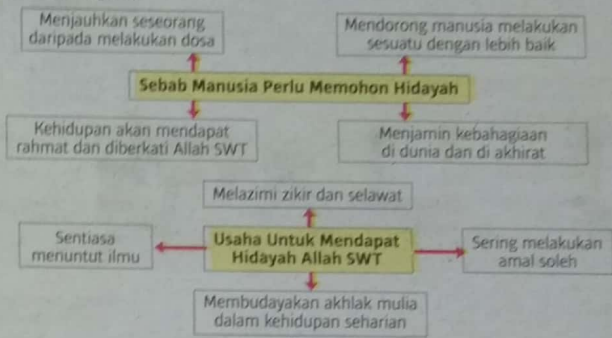 Menjauhkan seseorang
daripada melakukan dosa
Mendorong manusia melakukan
sesuatu dengan lebih baik
Sebab Manusia Perlu Memohon Hidayah
Kehidupan akan mendapat
rahmat dan diberkati Allah SWT
Menjamin kebahagiaan
di dunia dan di akhirat
Melazimi zikir dan selawat
Sentiasa
menuntut ilmu
Usaha Untuk Mendapat
Hidayah Allah SWT
Sering melakukan
amal soleh
Membudayakan akhlak mulia
dalam kehidupan seharian